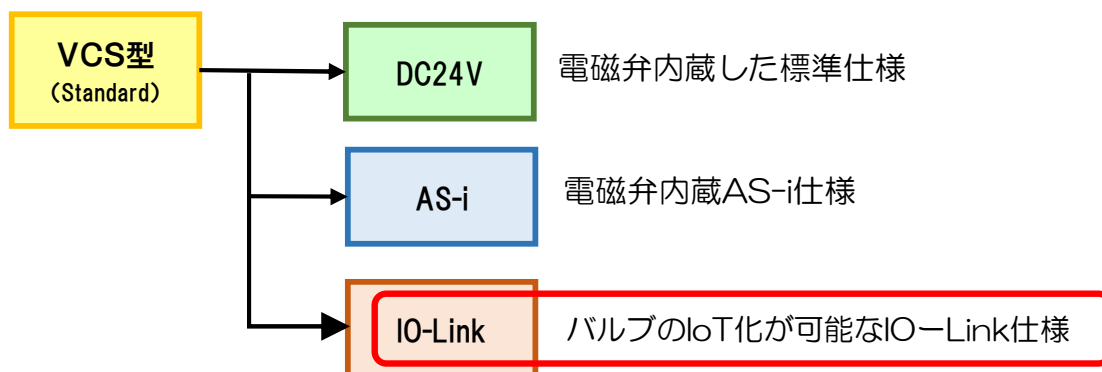 VCS型
（Standard）
DC24V
電磁弁内蔵した標準仕様
AS-i
電磁弁内蔵AS-i仕様
IO-Link
バルブのIoT化が可能なIOーLink仕様